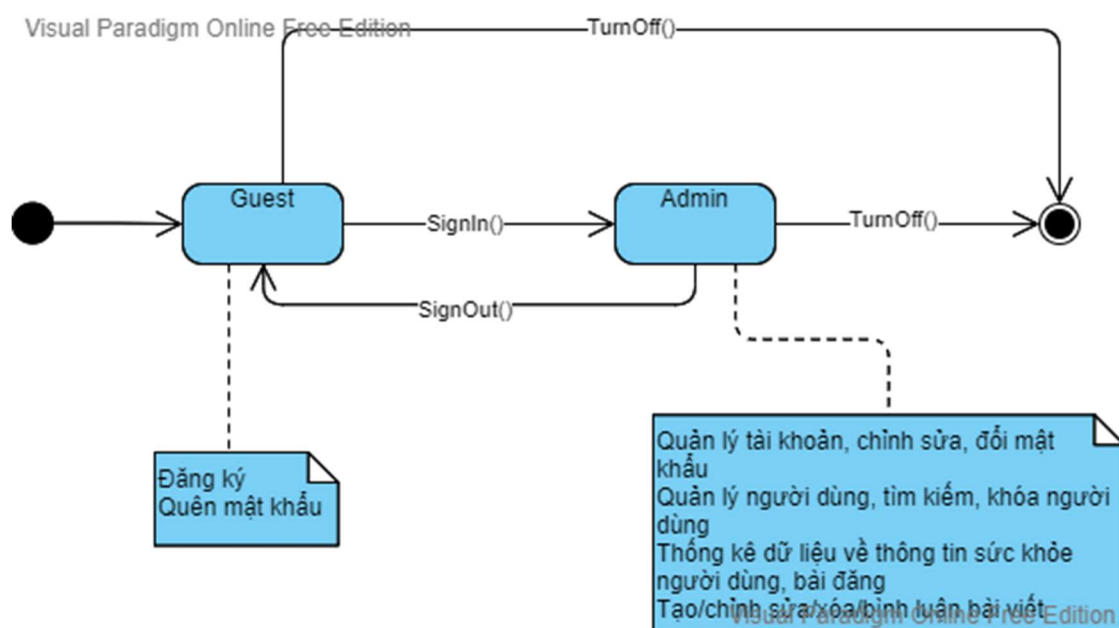 Visual Paradigm Online Free Edition
TurnOff()
Guest
SignIn()
Admin
TurnOff()
SignOut()
Đăng ký
Quên mật khẩu
Quản lý tài khoản, chỉnh sửa, đổi mật
khẩu
Quản lý người dùng, tìm kiếm, khóa người
dùng
Thống kê dữ liệu về thông tin sức khỏe
người dùng, bài đăng
Tạo/chỉnh sửa/xóa/bình luận bài viết
Visual Paradigm Online Free Edition